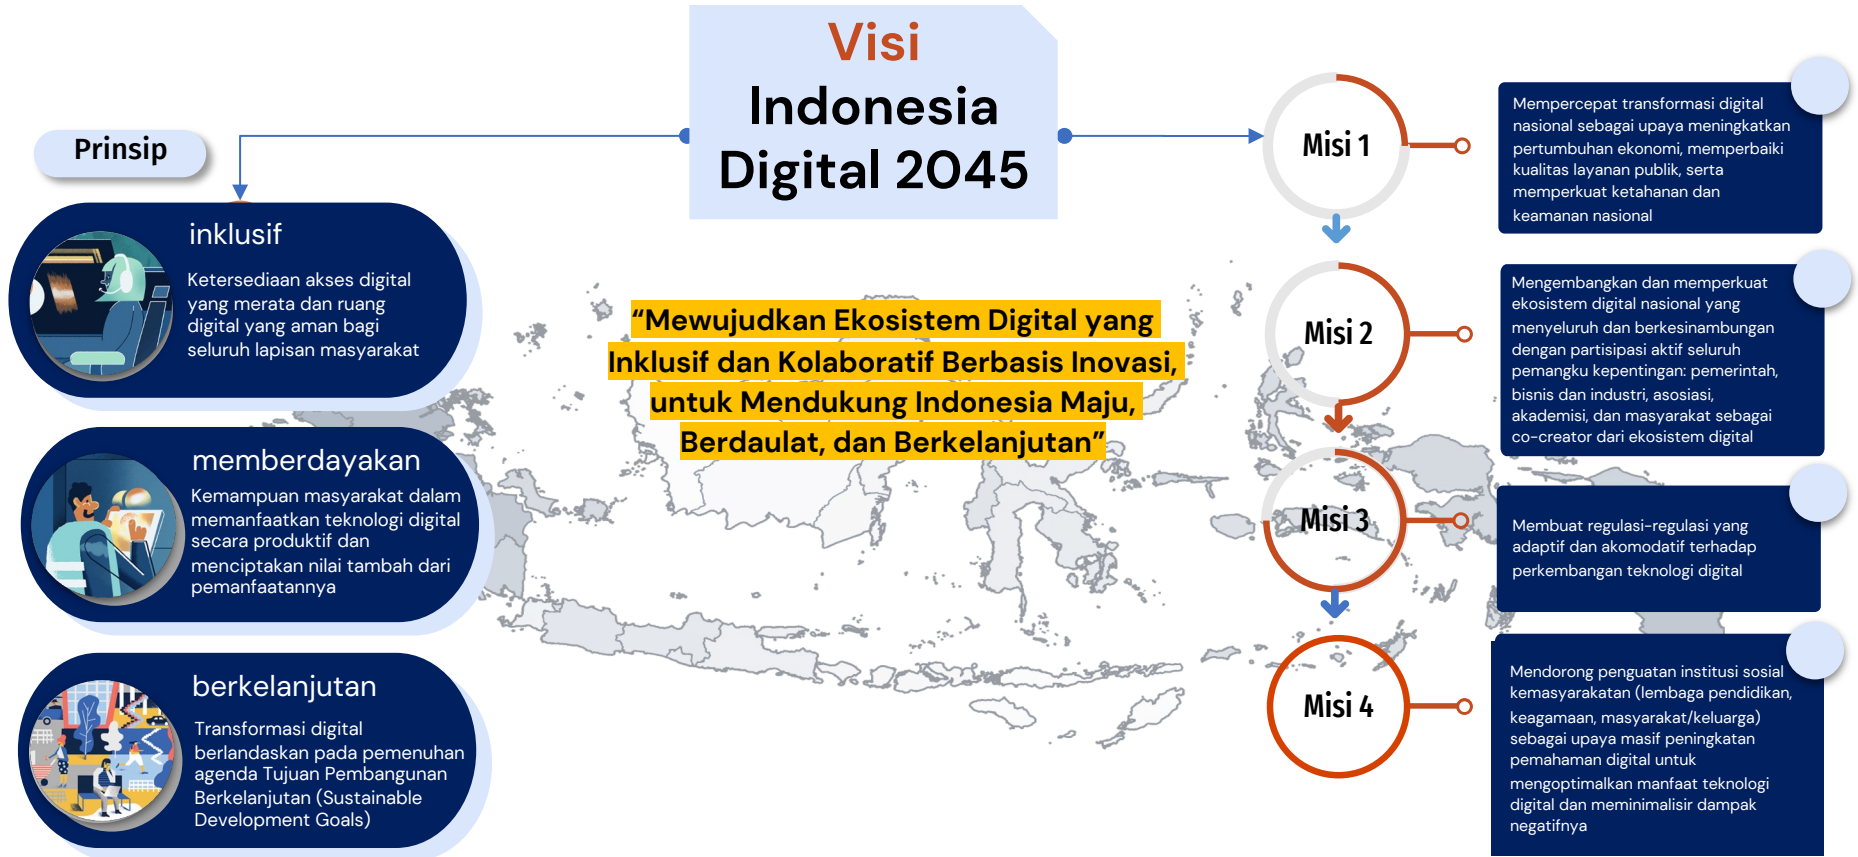 Visi
Indonesia
Digital 2045
Prinsip
inklusif
Ketersediaan akses digital
yang merata dan ruang
digital yang aman bagi
seluruh lapisan masyarakat
memberdayakan
Kemampuan masyarakat dalam
memanfaatkan teknologi digital
secara produktif dan
menciptakan nilai tambah dari
pemanfaatannya
berkelanjutan
Transformasi digital
berlandaskan pada pemenuhan
agenda Tujuan Pembangunan
Berkelanjutan (Sustainable
Development Goals)
“Mewujudkan Ekosistem Digital yang
Inklusif dan Kolaboratif Berbasis Inovasi,
untuk Mendukung Indonesia Maju,
Berdaulat, dan Berkelanjutan”
Misi 1
Mempercepat transformasi digital
nasional sebagai upaya meningkatkan
pertumbuhan ekonomi, memperbaiki
kualitas layanan publik, serta
memperkuat ketahanan dan
keamanan nasional
Misi 2
Mengembangkan dan memperkuat
ekosistem digital nasional yang
menyeluruh dan berkesinambungan
dengan partisipasi aktif seluruh
pemangku kepentingan: pemerintah,
bisnis dan industri, asosiasi,
akademisi, dan masyarakat sebagai
co-creator dari ekosistem digital
Misi 3
Membuat regulasi-regulasi yang
adaptif dan akomodatif terhadap
perkembangan teknologi digital
Misi 4
Mendorong penguatan institusi sosial
kemasyarakatan (lembaga pendidikan,
keagamaan, masyarakat/keluarga)
sebagai upaya masif peningkatan
pemahaman digital untuk
mengoptimalkan manfaat teknologi
digital dan meminimalisir dampak
negatifnya